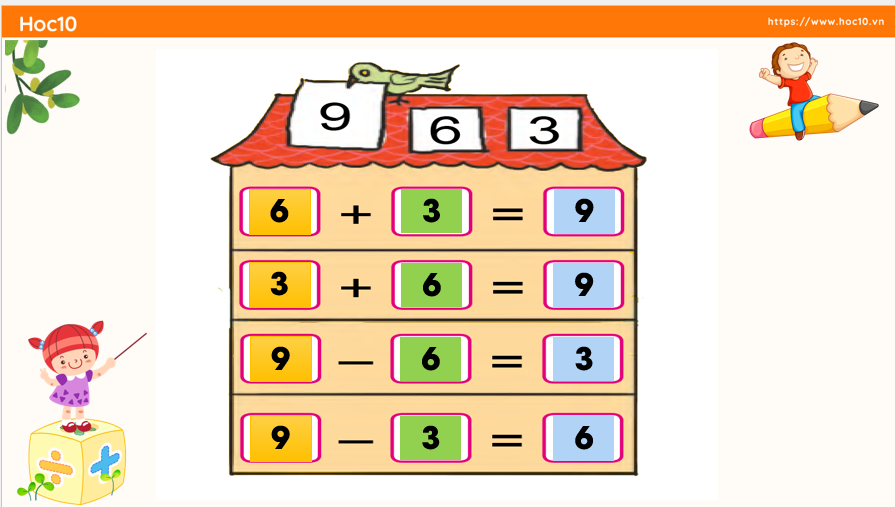 Hoc10
https://www.hoc10.vn
9 6 3
6 + 3 = 9
3 + 6 = 9
9 – 6 = 3
9 – 3 = 6
÷ +